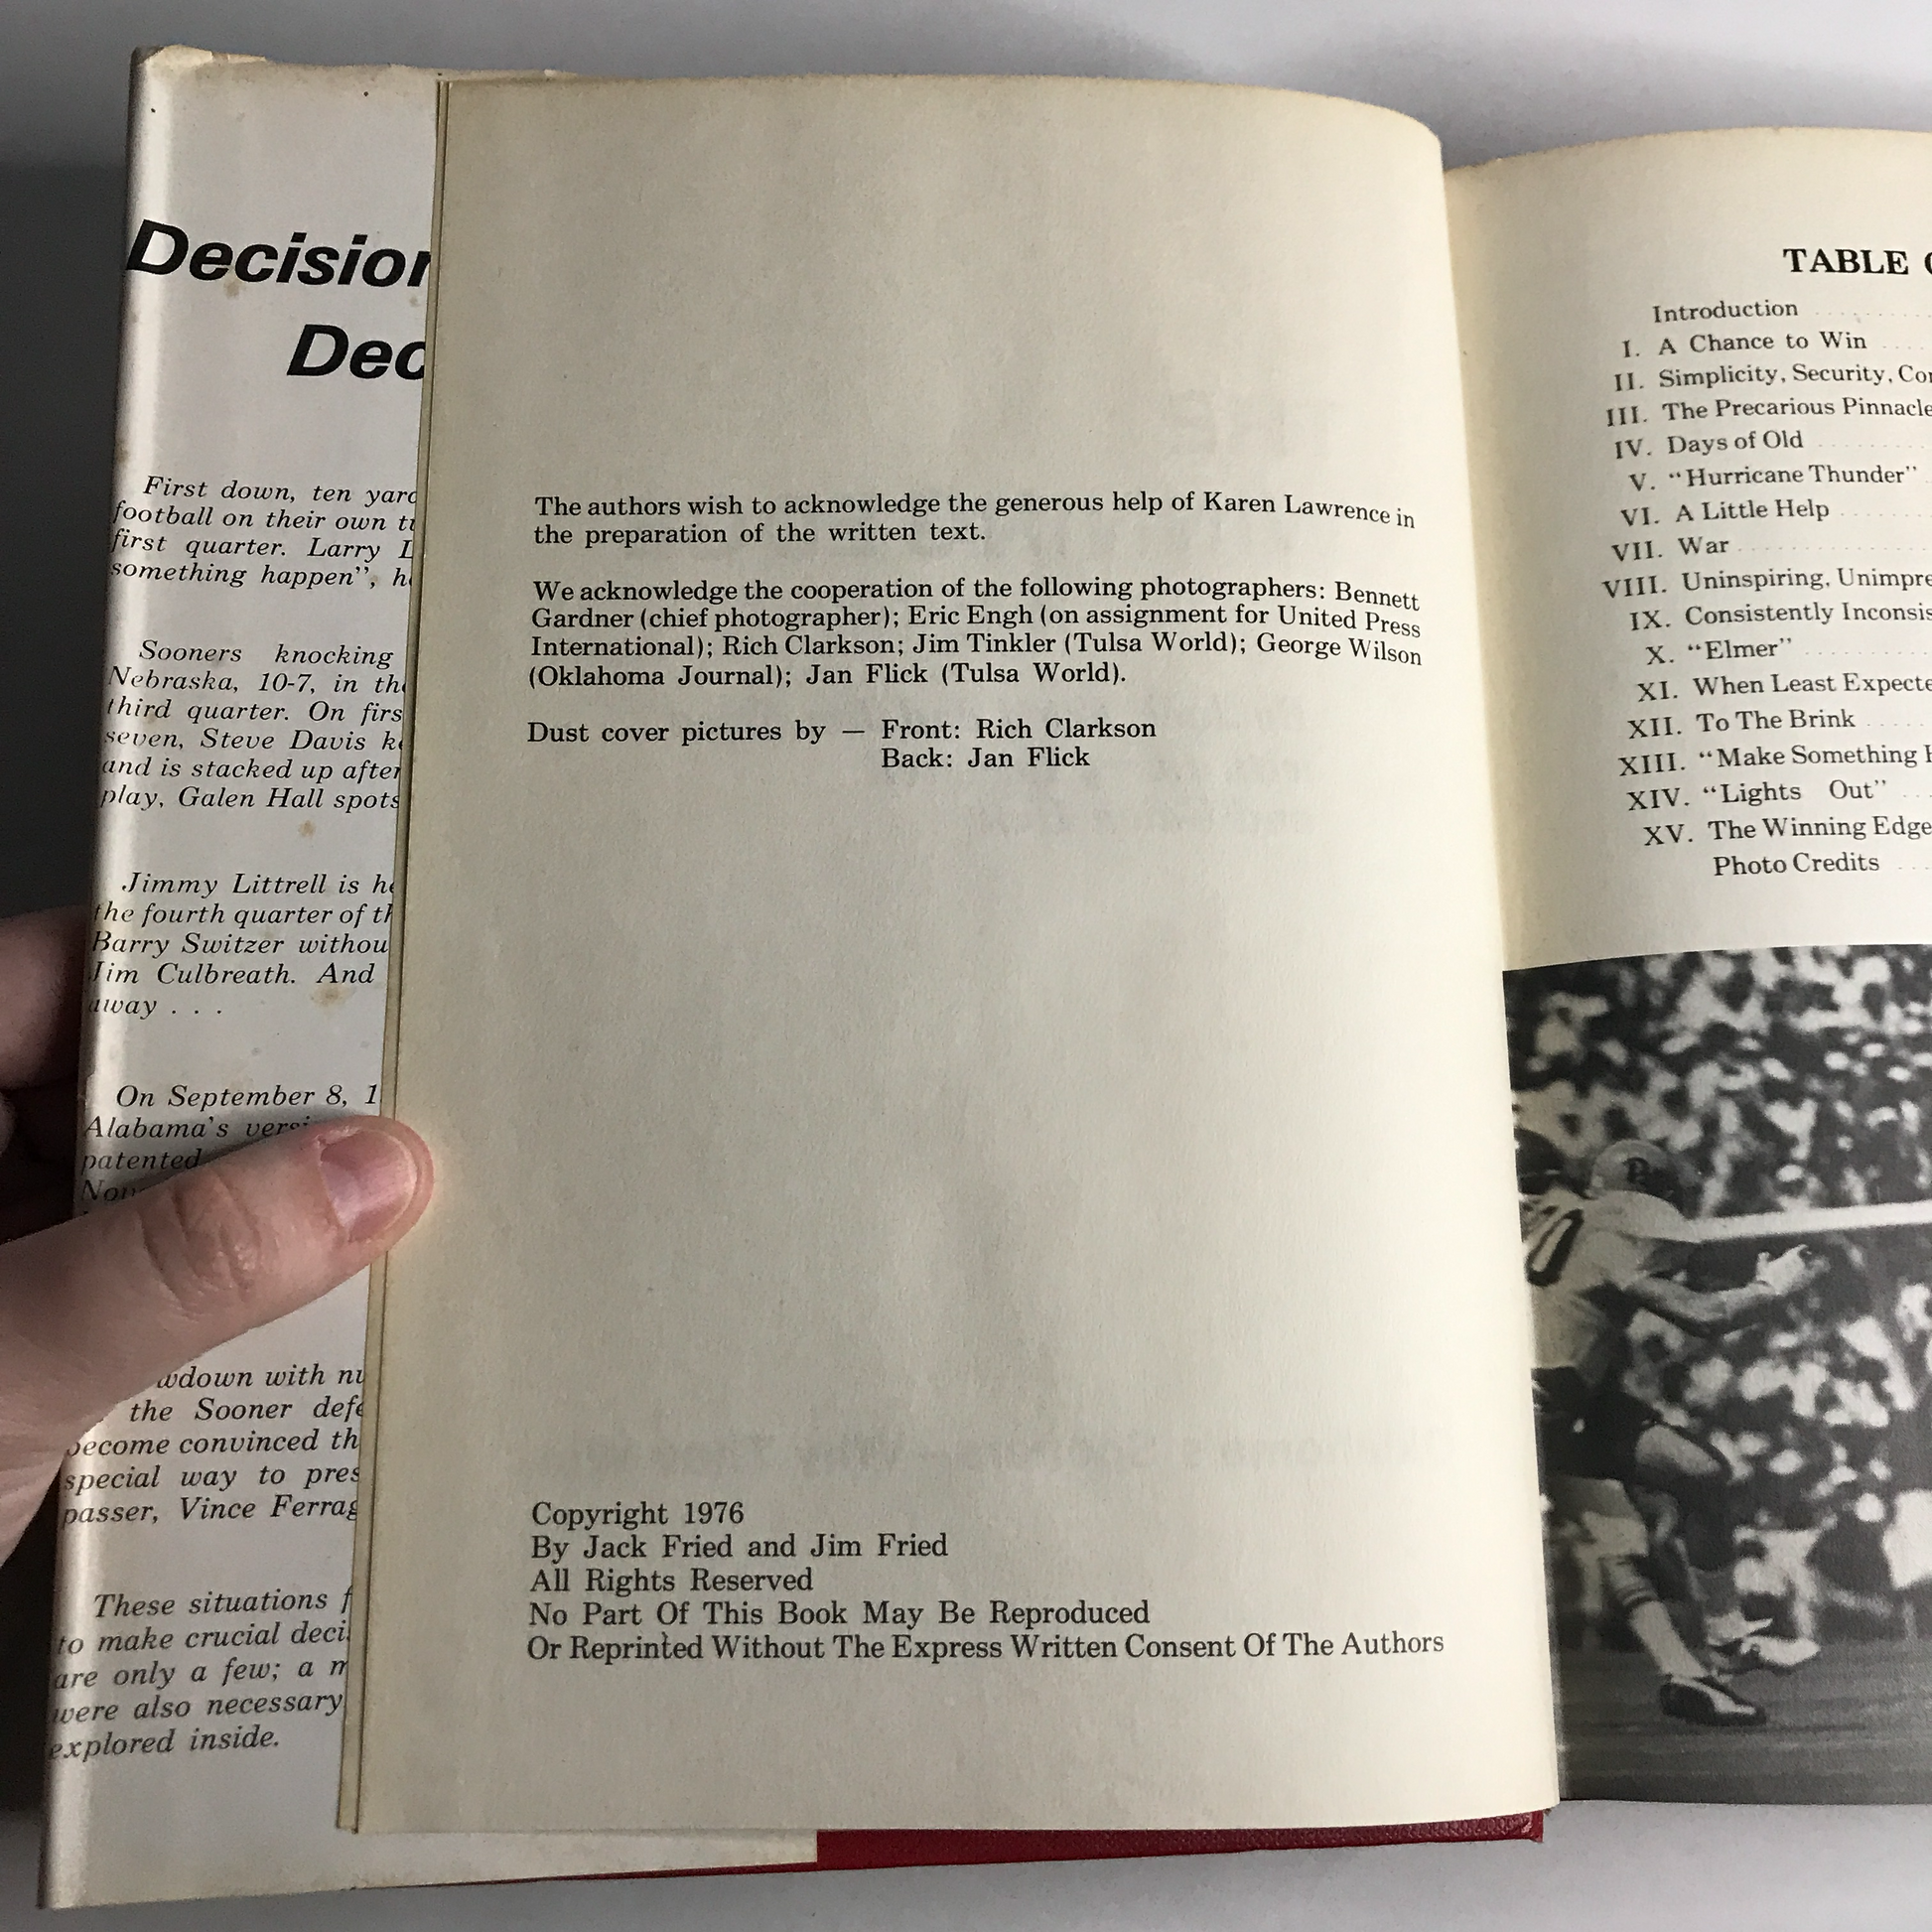 Decision
Dec
First down, ten yard
football on their own t
first quarter. Larry L
something happen", h
Sooners knocking
Nebraska, 10-7, in the
third quarter. On firs
seven, Steve Davis k
and is stacked up after
play, Galen Hall spots
Jimmy Littrell is he
the fourth quarter of th
Barry Switzer withou
Jim Culbreath. And
away . . .
On September 8, 1
Alabama's versi
patented
Nov
wdown with nu
the Sooner defe
become convinced th
special way to pres
passer, Vince Ferrag
These situations f
to make crucial deci
are only a few; a m
were also necessary
explored inside.
The authors wish to acknowledge the generous help of Karen Lawrence in
the preparation of the written text.
We acknowledge the cooperation of the following photographers: Bennett
Gardner (chief photographer); Eric Engh (on assignment for United Press
International); Rich Clarkson; Jim Tinkler (Tulsa World); George Wilson
(Oklahoma Journal); Jan Flick (Tulsa World).
Dust cover pictures by — Front: Rich Clarkson
Back: Jan Flick
Copyright 1976
By Jack Fried and Jim Fried
All Rights Reserved
No Part Of This Book May Be Reproduced
Or Reprinted Without The Express Written Consent Of The Authors
TABLE
Introduction
I. A Chance to Win
II. Simplicity, Security, Con
III. The Precarious Pinnacle
IV. Days of Old
V. "Hurricane Thunder"
VI. A Little Help
VII. War
VIII. Uninspiring, Unimpre
IX. Consistently Inconsis
X. "Elmer"
XI. When Least Expecte
XII. To The Brink
XIII. "Make Something H
XIV. "Lights Out"
XV. The Winning Edge
Photo Credits